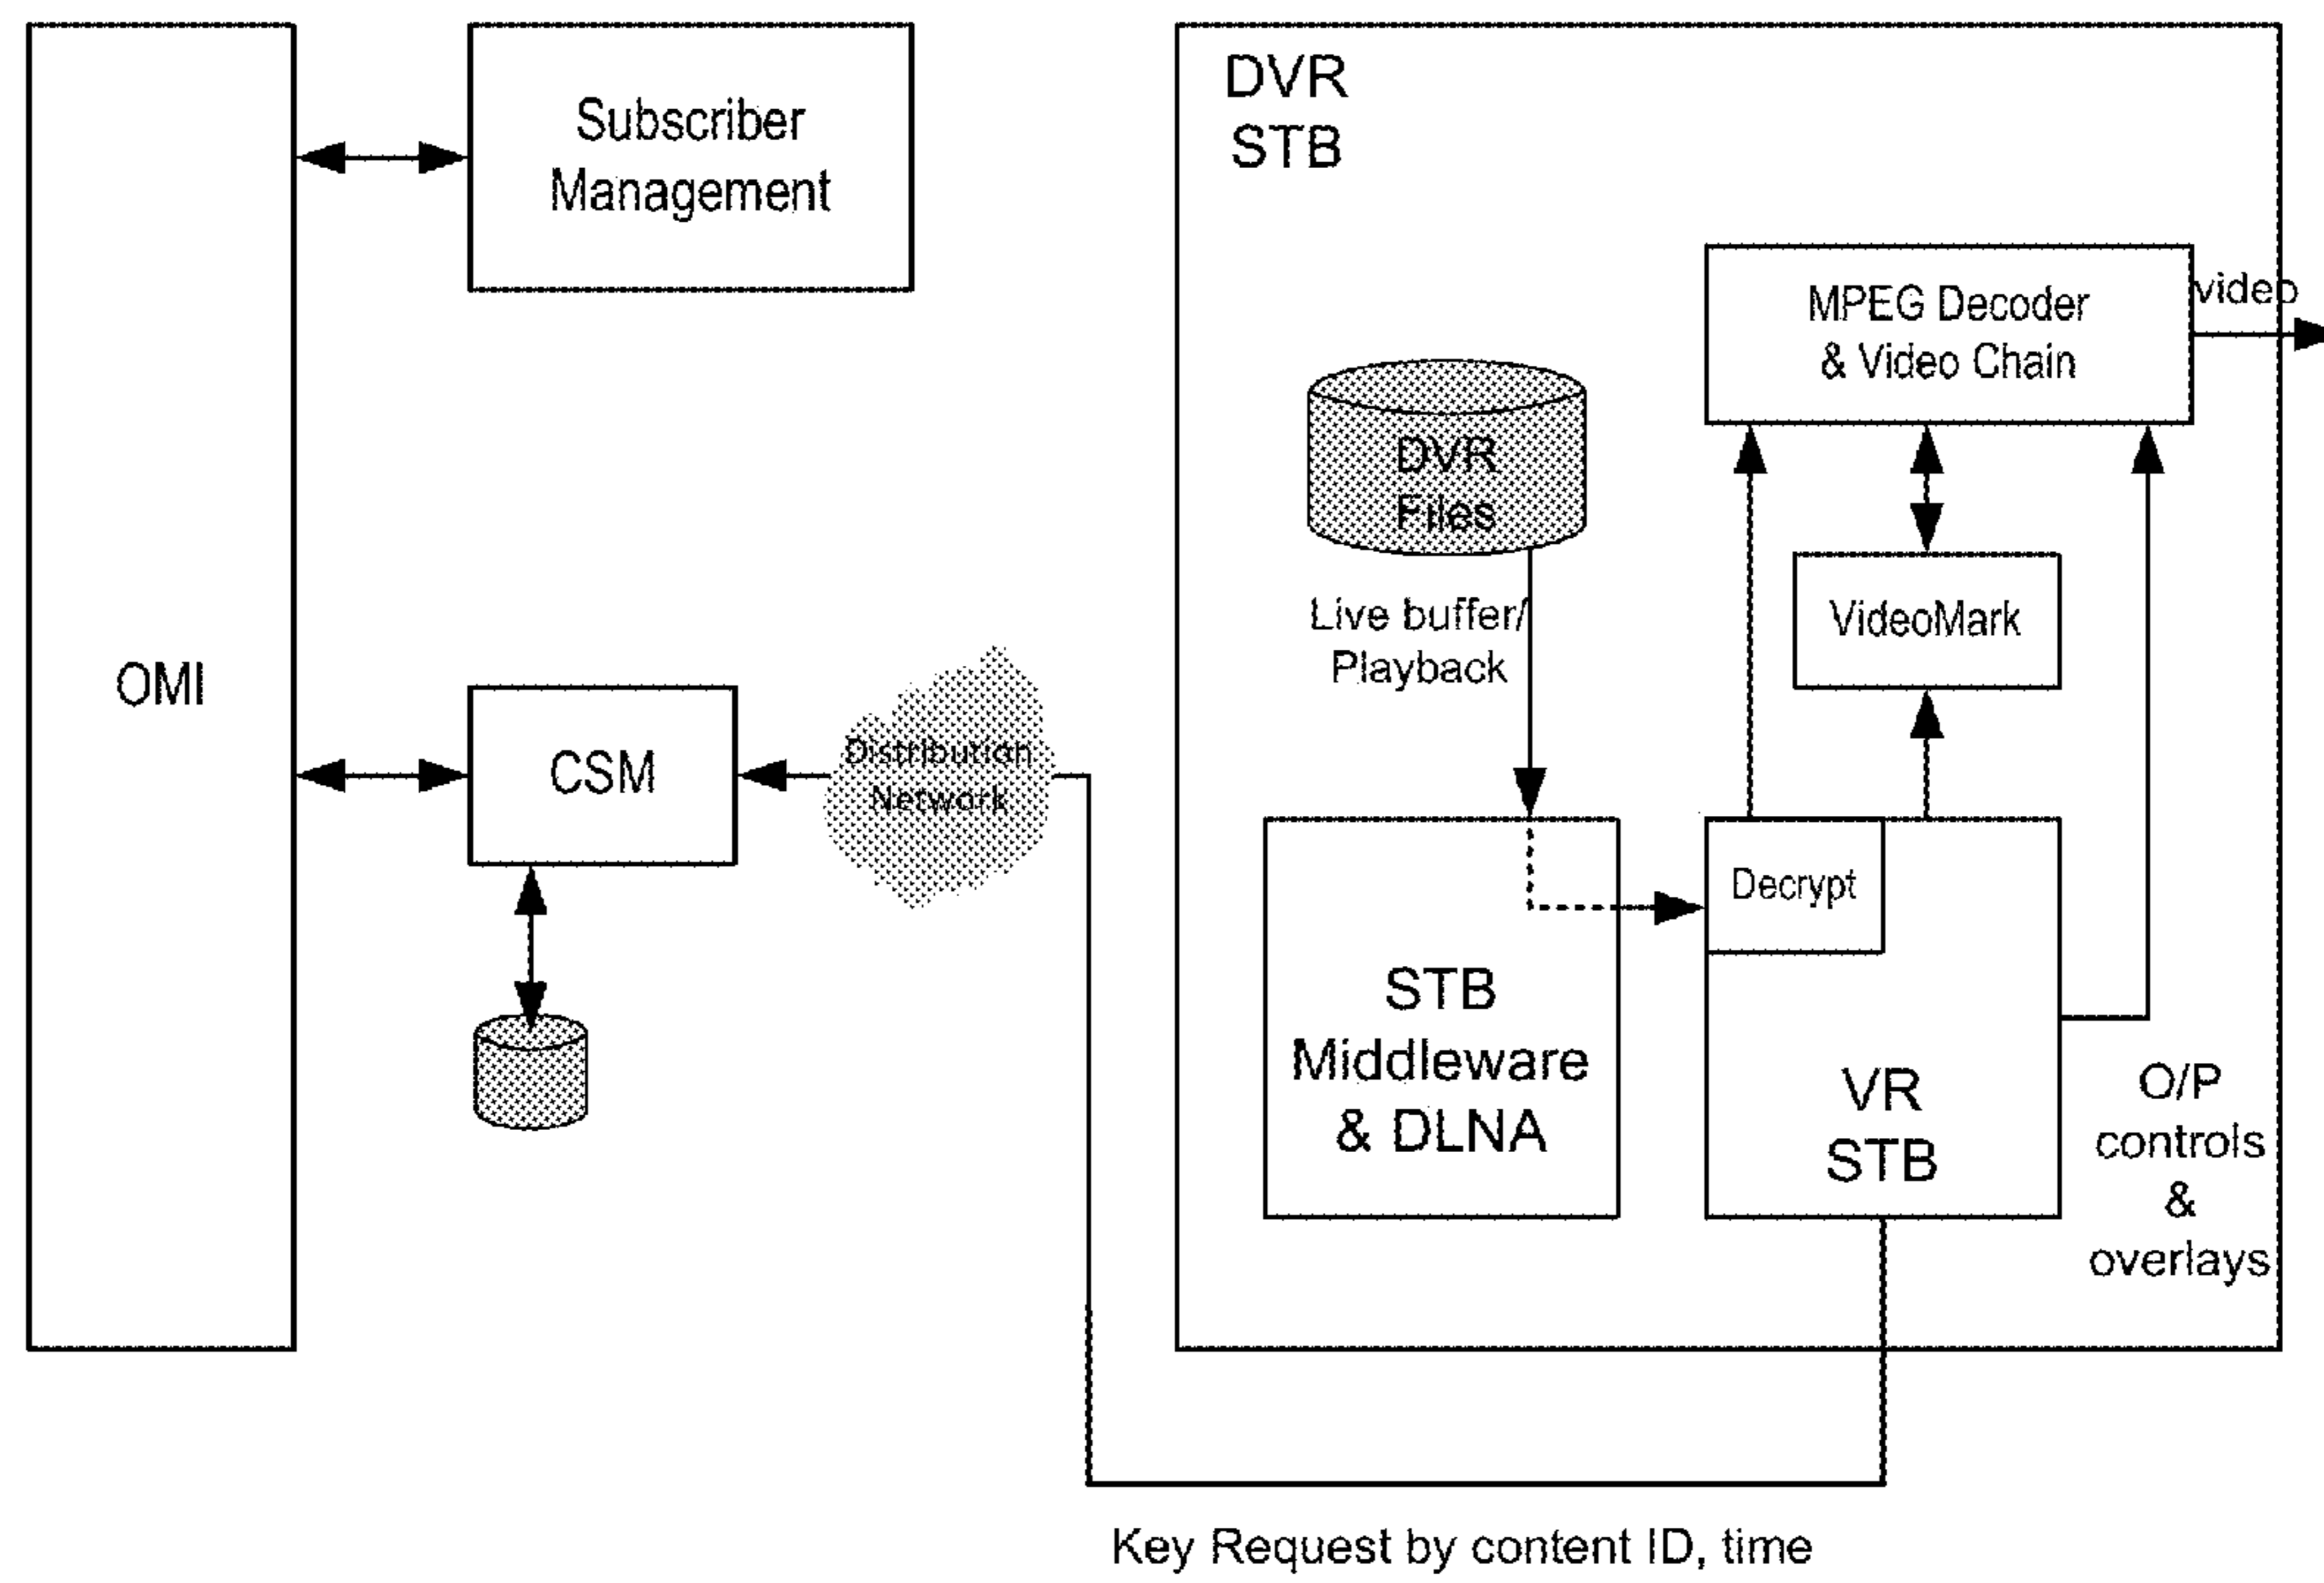 OMI
Subscriber
Management
CSM
Distribution
Network
DVR
STB
DVR
Files
Live buffer/
Playback
MPEG Decoder
& Video Chain
video
VideoMark
Decrypt
STB
Middleware
& DLNA
VR
STB
O/P
controls
&
overlays
Key Request by content ID, time